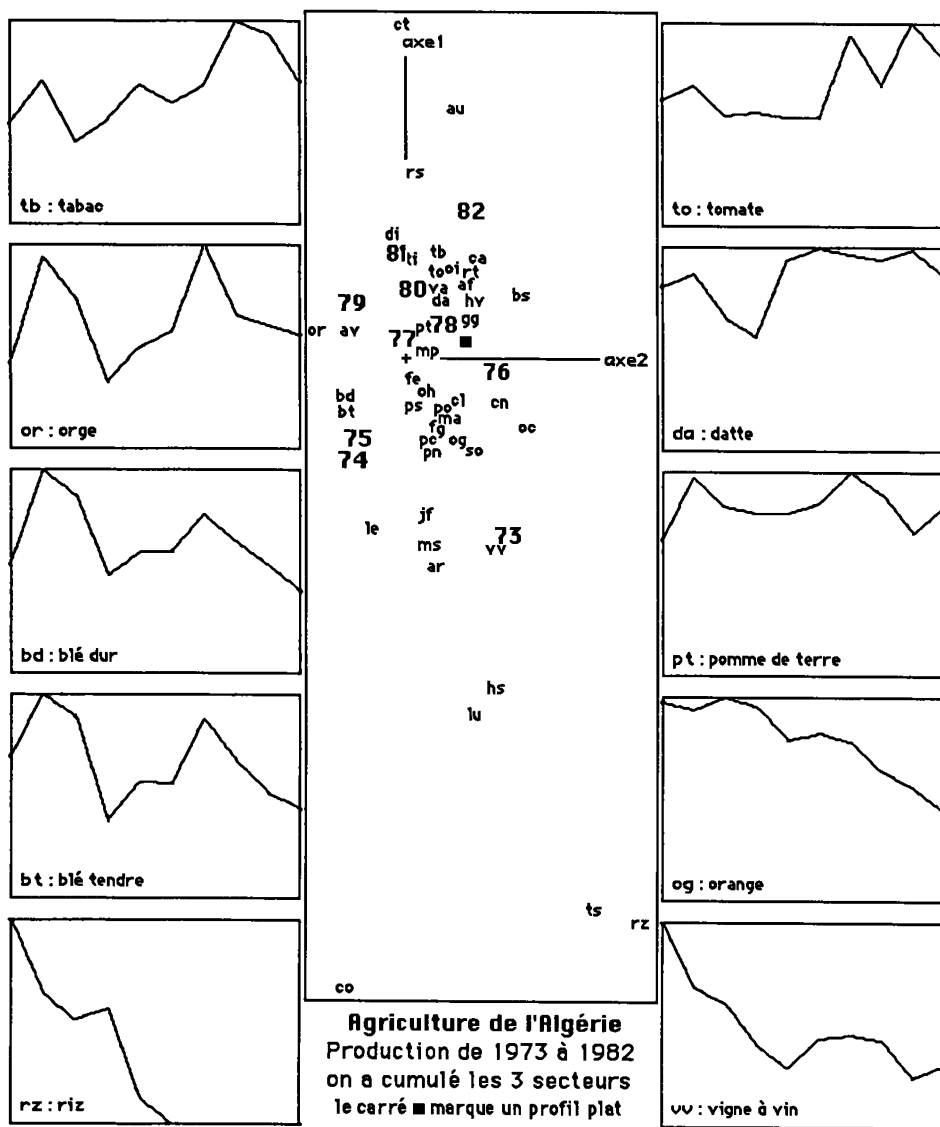 tb : tabac
or : orge
bd : blé dur
bt : blé tendre
rz : riz
ct
axe1
au
rs
82
di
81 ti tb ca
to oi rt
80 va af
79 da hv bs
or av pt 78 gg
77 ■
mp
+ axe2
fe 76
bd oh
bt ps po cl cn
ma
fg oc
75 pc og
74 pn so
jf
le 73
ms vv
ar
hs
lu
ts
rz
co
Agriculture de l'Algérie
Production de 1973 à 1982
on a cumulé les 3 secteurs
le carré ■ marque un profil plat
to : tomate
da : datte
pt : pomme de terre
og : orange
vv : vigne à vin